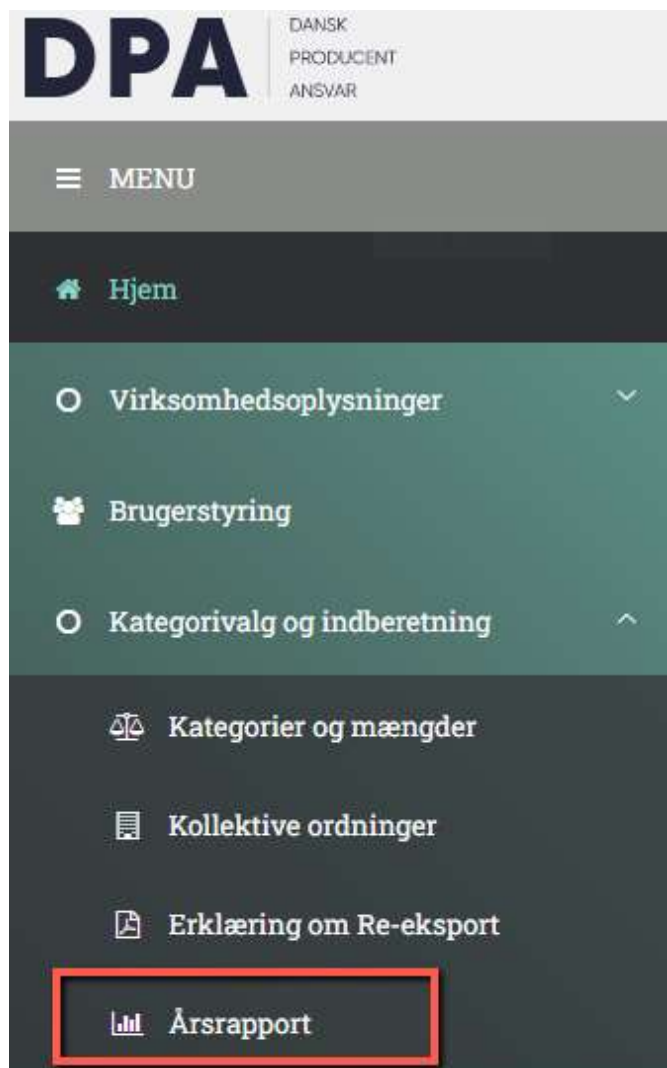 DPA
DANSK
PRODUCENT
ANSVAR
MENU
Hjem
Virksomhedsoplysninger
Brugerstyring
Kategorivalg og indberetning
Kategorier og mængder
Kollektive ordninger
Erklæring om Re-eksport
Årsrapport